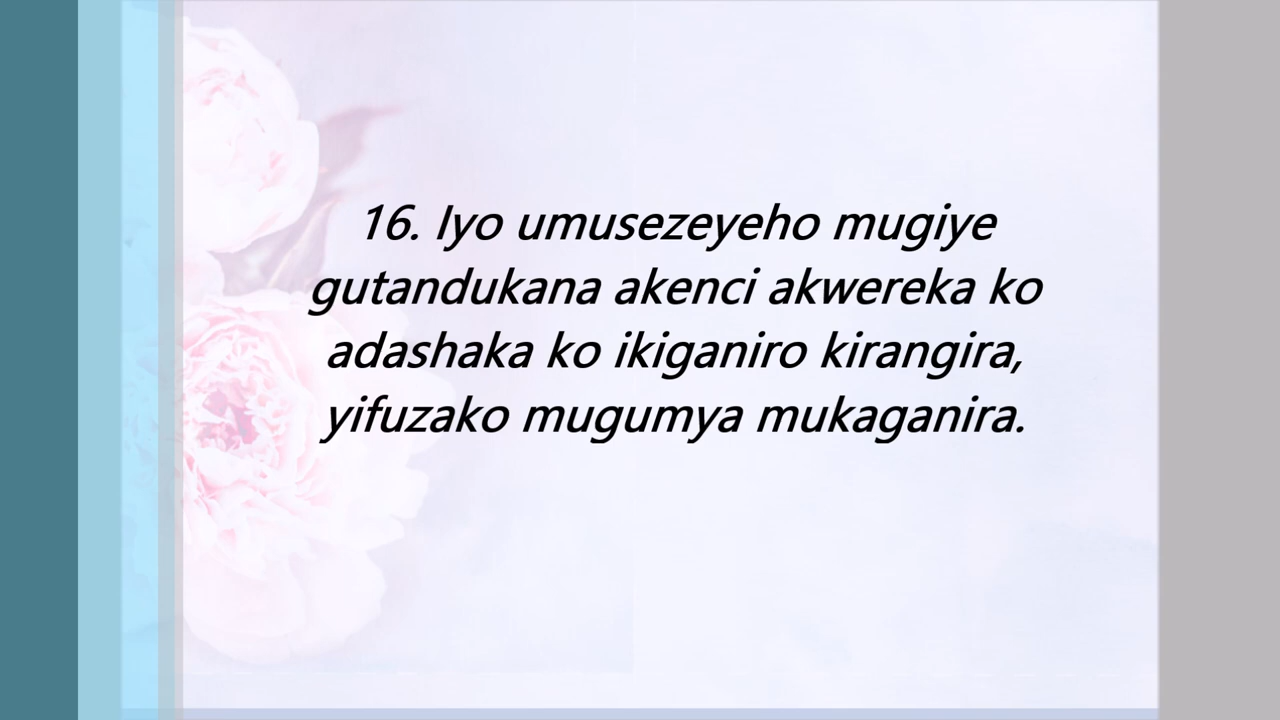 16. Iyo umusezeyeho mugiye
gutandukana akenci akwereka ko
adashaka ko ikiganiro kirangira,
yifuzako mugumya mukaganira.